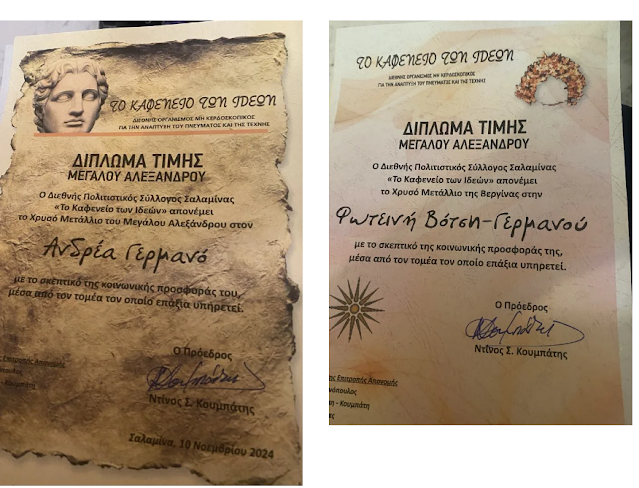 ΤΟ ΚΑΦΕΝΕΙΟ ΤΩΝ ΙΔΕΩΝ
ΔΙΕΘΝΗΣ ΟΡΓΑΝΙΣΜΟΣ ΜΗ ΚΕΡΔΟΣΚΟΠΙΚΟΣ
ΓΙΑ ΤΗΝ ΑΝΑΠΤΥΞΗ ΤΟΥ ΠΝΕΥΜΑΤΟΣ ΚΑΙ ΤΗΣ ΤΕΧΝΗΣ
ΔΙΠΛΩΜΑ ΤΙΜΗΣ
ΜΕΓΑΛΟΥ ΑΛΕΞΑΝΔΡΟΥ
Ο Διεθνής Πολιτιστικός Σύλλογος Σαλαμίνας
«Το Καφενείο των Ιδεών» απονέμει
το Χρυσό Μετάλλιο του Μεγάλου Αλεξάνδρου στον
Ανδρέα Γερμανό
με το σκεπτικό της κοινωνικής προσφοράς του,
μέσα από τον τομέα τον οποίο επάξια υπηρετεί.
Ο Πρόεδρος
Ντίνος Σ. Κουμπάτης
Επιτροπής Απονομής
– Κουμπάτη
Σαλαμίνα, 10 Νοεμβρίου 2024
ΤΟ ΚΑΦΕΝΕΙΟ ΤΩΝ ΙΔΕΩΝ
ΔΙΕΘΝΗΣ ΟΡΓΑΝΙΣΜΟΣ ΜΗ ΚΕΡΔΟΣΚΟΠΙΚΟΣ
ΓΙΑ ΤΗΝ ΑΝΑΠΤΥΞΗ ΤΟΥ ΠΝΕΥΜΑΤΟΣ ΚΑΙ ΤΗΣ ΤΕΧΝΗΣ
ΔΙΠΛΩΜΑ ΤΙΜΗΣ
ΜΕΓΑΛΟΥ ΑΛΕΞΑΝΔΡΟΥ
Ο Διεθνής Πολιτιστικός Σύλλογος Σαλαμίνας
«Το Καφενείο των Ιδεών» απονέμει
το Χρυσό Μετάλλιο της Βεργίνας στην
Φωτεινή Βότση-Γερμανού
με το σκεπτικό της κοινωνικής προσφοράς της,
μέσα από τον τομέα τον οποίο επάξια υπηρετεί.
Ο Πρόεδρος
Ντίνος Σ. Κουμπάτης
Επιτροπής Απονομής
– Κουμπάτη